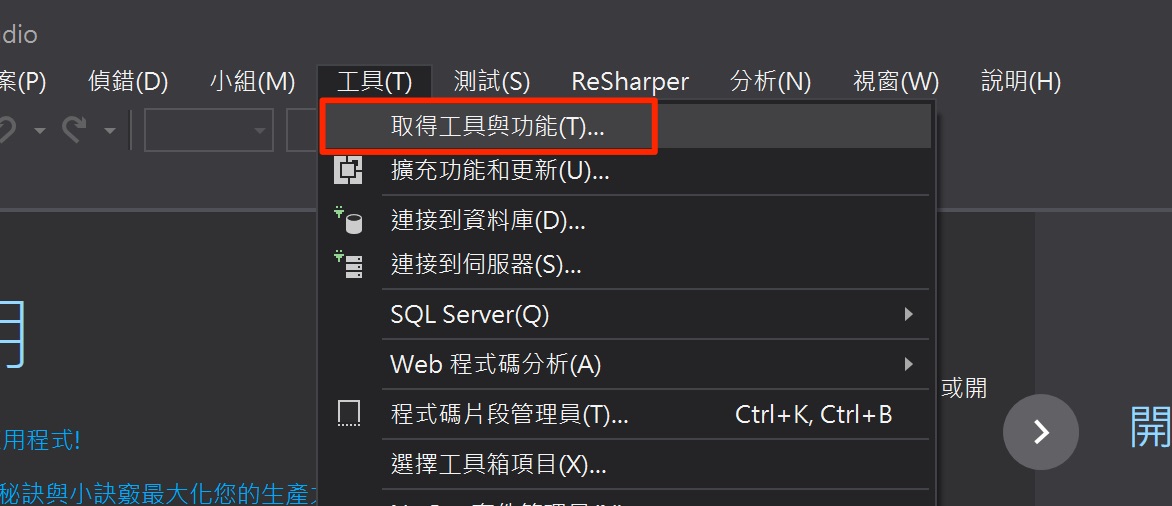 dio
案(P) 偵錯(D) 小組(M) 工具(T) 測試(S) ReSharper 分析(N) 視窗(W) 說明(H)
取得工具與功能(T)...
擴充功能和更新(U)...
連接到資料庫(D)...
連接到伺服器(S)...
SQL Server(Q)
Web 程式碼分析(A)
程式碼片段管理員(T)... Ctrl+K, Ctrl+B
選擇工具箱項目(X)...
用
用程式!
秘訣與小訣竅最大化您的生產
或開
開